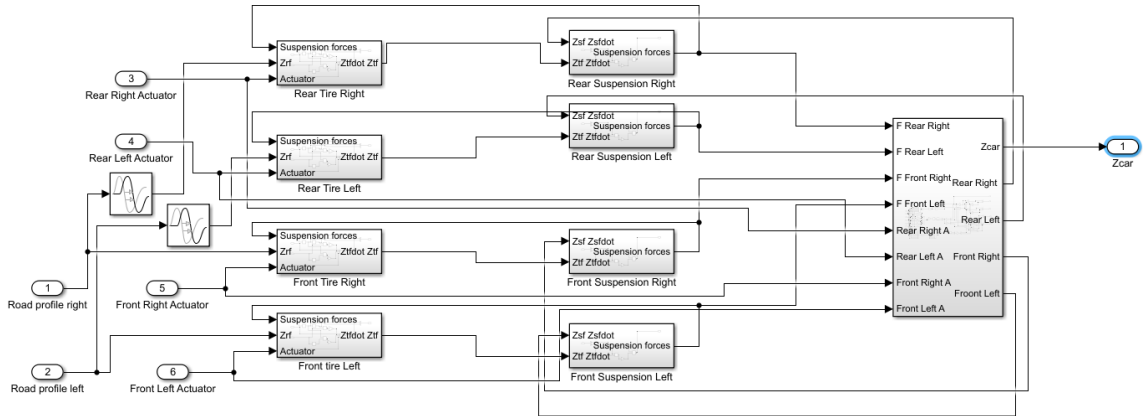 Suspension forces
Zrf
Ztfdot Ztf
Actuator
Rear Tire Right
Zsf Zsfdot
Suspension forces
Ztf Ztfdot
Rear Suspension Right
3
Rear Right Actuator
Suspension forces
Zrf
Ztfdot Ztf
Actuator
Rear Tire Left
Zsf Zsfdot
Suspension forces
Ztf Ztfdot
Rear Suspension Left
4
Rear Left Actuator
Suspension forces
Zrf
Ztfdot Ztf
Actuator
Front Tire Right
Zsf Zsfdot
Suspension forces
Ztf Ztfdot
Front Suspension Right
1
Road profile right
5
Front Right Actuator
Suspension forces
Zrf
Ztfdot Ztf
Actuator
Front tire Left
Zsf Zsfdot
Suspension forces
Ztf Ztfdot
Front Suspension Left
2
Road profile left
6
Front Left Actuator
F Rear Right
F Rear Left
F Front Right
F Front Left
Rear Right A
Rear Left A
Front Right A
Front Left A
Zcar
Rear Right
Rear Left
Front Right
Froont Left
1
Zcar